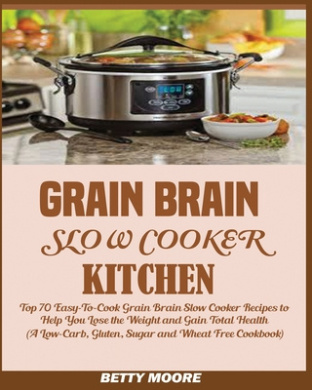 GRAIN BRAIN
SLOW COOKER
KITCHEN
Top 70 Easy-To-Cook Grain Brain Slow Cooker Recipes to
Help You Lose the Weight and Gain Total Health
(A Low-Carb, Gluten, Sugar and Wheat Free Cookbook)
BETTY MOORE